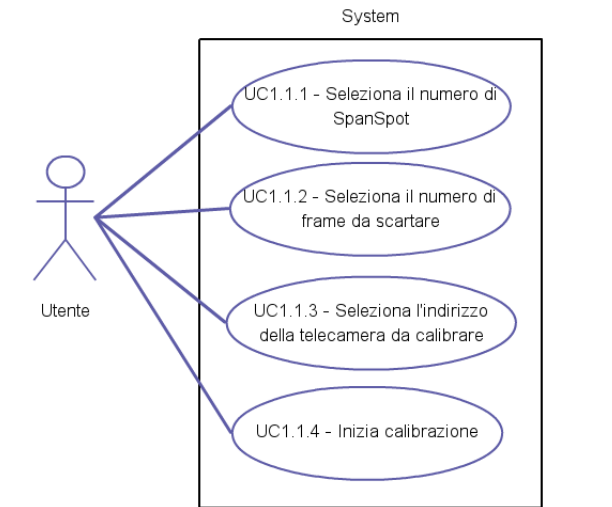 System
UC1.1.1 - Seleziona il numero di
SpanSpot
UC1.1.2 - Seleziona il numero di
frame da scartare
Utente
UC1.1.3 - Seleziona l'indirizzo
della telecamera da calibrare
UC1.1.4 - Inizia calibrazione